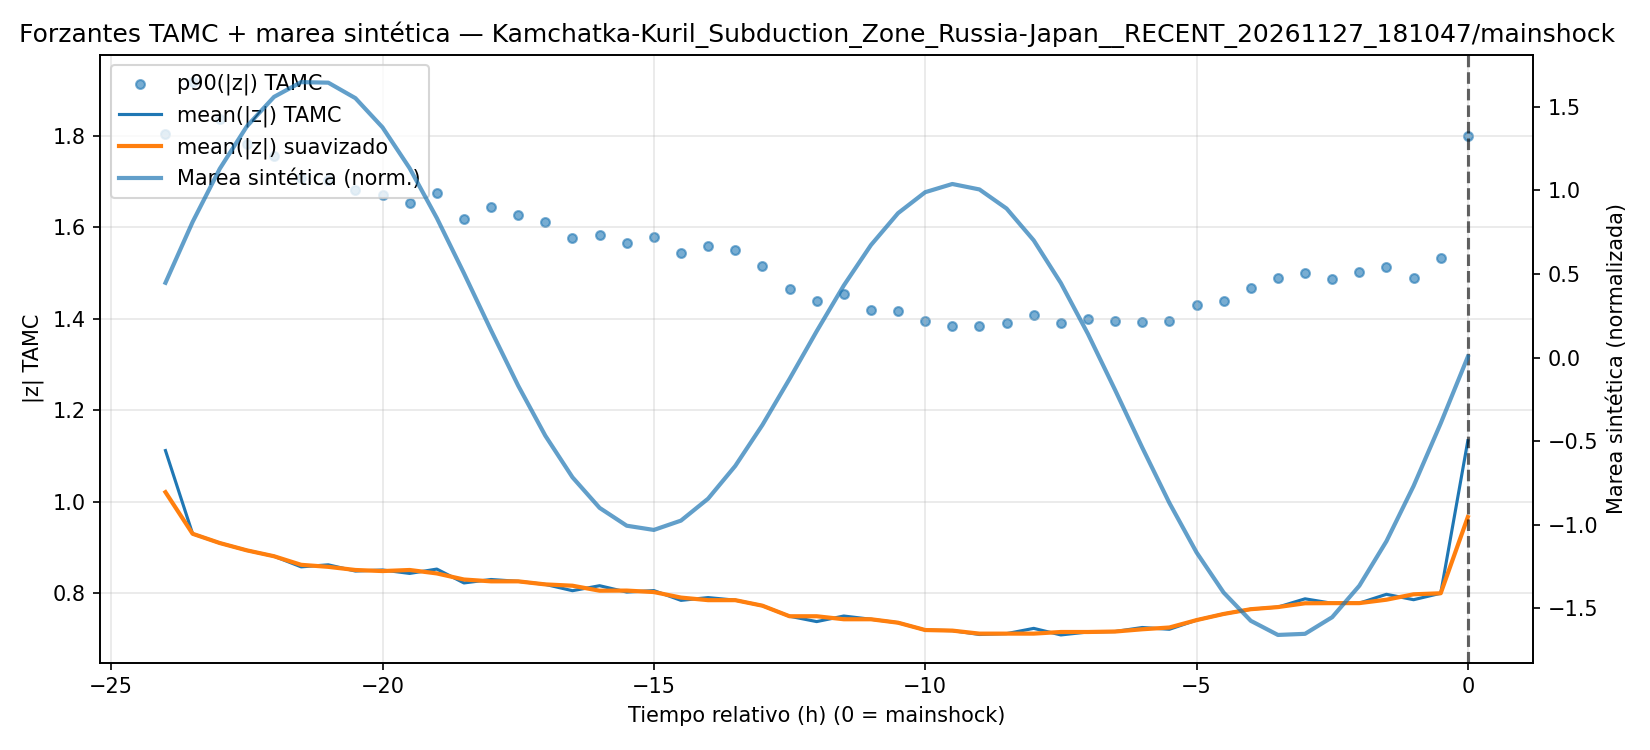 Forzantes TAMC + marea sintética — Kamchatka-Kuril_Subduction_Zone_Russia-Japan__RECENT_20261127_181047/mainshock
p90(|z|) TAMC
mean(|z|) TAMC
mean(|z|) suavizado
Marea sintética (norm.)
|z| TAMC
1.8
1.6
1.4
1.2
1.0
0.8
1.5
1.0
0.5
0.0
−0.5
−1.0
−1.5
Marea sintética (normalizada)
−25
−20
−15
−10
−5
0
Tiempo relativo (h) (0 = mainshock)